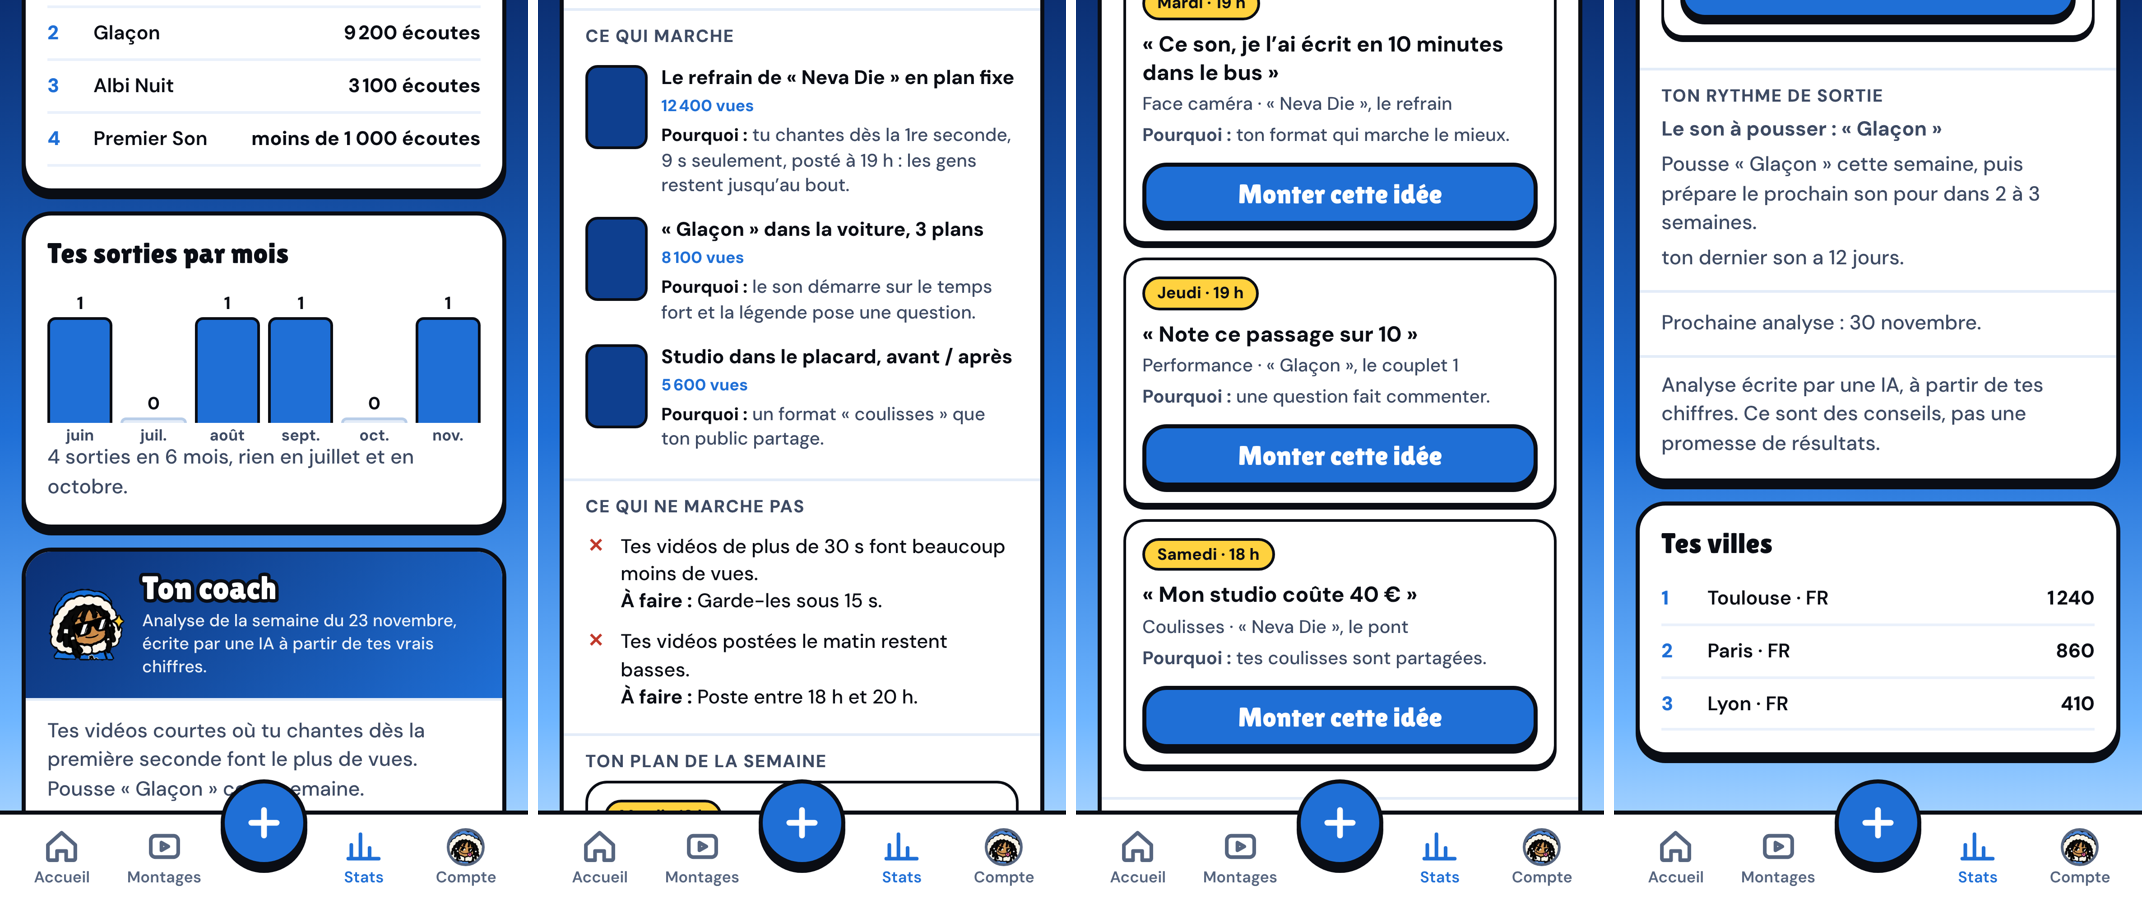 2 Glaçon 9 200 écoutes
3 Albi Nuit 3 100 écoutes
4 Premier Son moins de 1 000 écoutes
Tes sorties par mois
1 0 1 1 0 1
juin juil. août sept. oct. nov.
4 sorties en 6 mois, rien en juillet et en
octobre.
Ton coach
Analyse de la semaine du 23 novembre,
écrite par une IA à partir de tes vrais
chiffres.
Tes vidéos courtes où tu chantes dès la
première seconde font le plus de vues.
Pousse « Glaçon »
Accueil Montages Stats Compte
CE QUI MARCHE
Le refrain de « Neva Die » en plan fixe
12 400 vues
Pourquoi : tu chantes dès la 1re seconde,
9 s seulement, posté à 19 h : les gens
restent jusqu’au bout.
« Glaçon » dans la voiture, 3 plans
8 100 vues
Pourquoi : le son démarre sur le temps
fort et la légende pose une question.
Studio dans le placard, avant / après
5 600 vues
Pourquoi : un format « coulisses » que
ton public partage.
CE QUI NE MARCHE PAS
Tes vidéos de plus de 30 s font beaucoup
moins de vues.
À faire : Garde-les sous 15 s.
Tes vidéos postées le matin restent
basses.
À faire : Poste entre 18 h et 20 h.
TON PLAN DE LA SEMAINE
Accueil Montages Stats Compte
Mardi · 19 h
« Ce son, je l’ai écrit en 10 minutes
dans le bus »
Face caméra · « Neva Die », le refrain
Pourquoi : ton format qui marche le mieux.
Monter cette idée
Jeudi · 19 h
« Note ce passage sur 10 »
Performance · « Glaçon », le couplet 1
Pourquoi : une question fait commenter.
Monter cette idée
Samedi · 18 h
« Mon studio coûte 40 € »
Coulisses · « Neva Die », le pont
Pourquoi : tes coulisses sont partagées.
Monter cette idée
Accueil Montages Stats Compte
TON RYTHME DE SORTIE
Le son à pousser : « Glaçon »
Pousse « Glaçon » cette semaine, puis
prépare le prochain son pour dans 2 à 3
semaines.
ton dernier son a 12 jours.
Prochaine analyse : 30 novembre.
Analyse écrite par une IA, à partir de tes
chiffres. Ce sont des conseils, pas une
promesse de résultats.
Tes villes
1 Toulouse · FR 1 240
2 Paris · FR 860
3 Lyon · FR 410
Accueil Montages Stats Compte